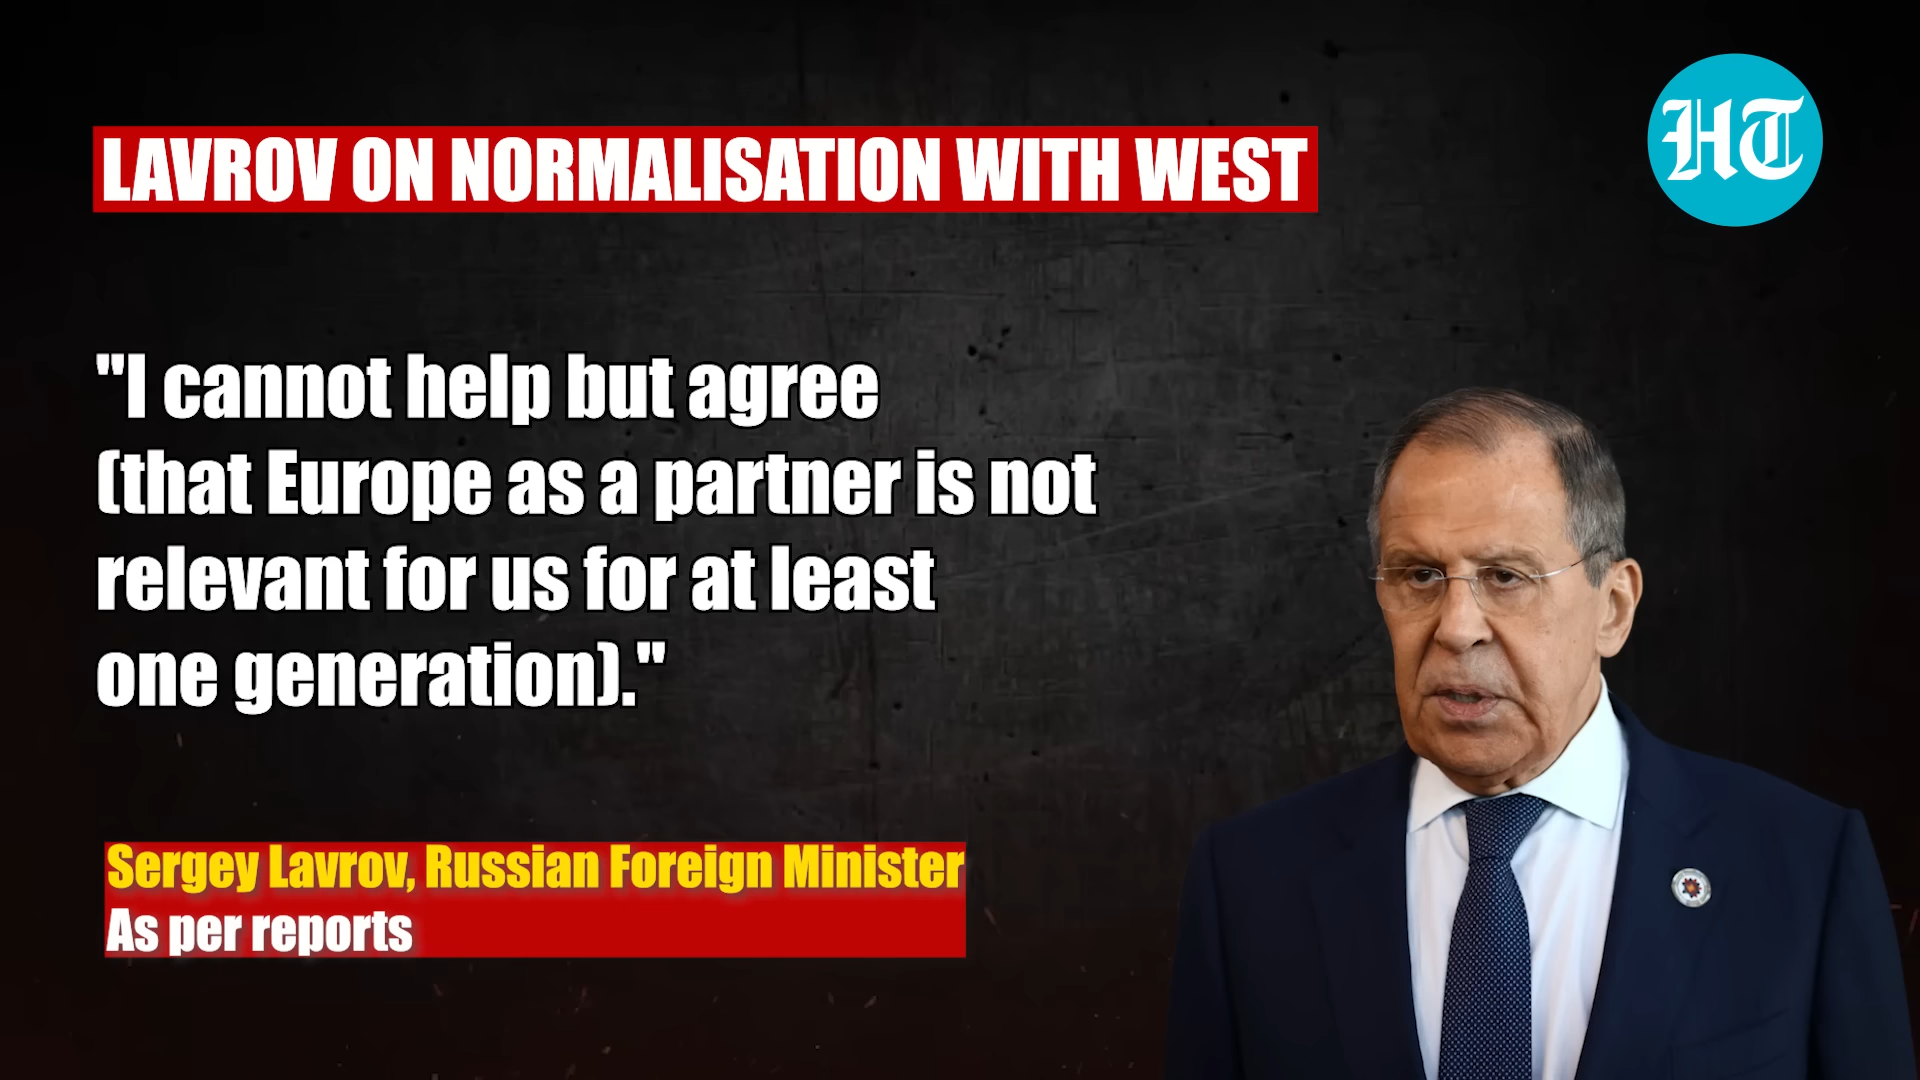 LAVROV ON NORMALISATION WITH WEST
HT
"I cannot help but agree
(that Europe as a partner is not
relevant for us for at least
one generation)."
Sergey Lavrov, Russian Foreign Minister
As per reports